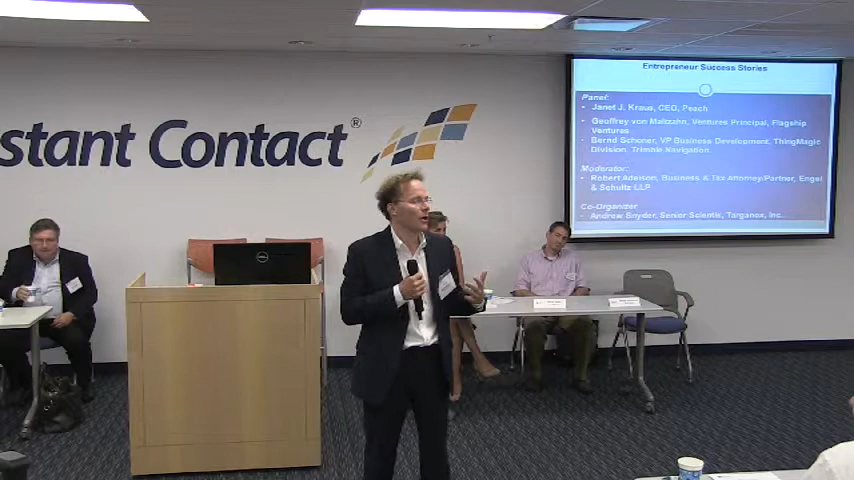 stant Contact®
Entrepreneur Success Stories
Panel:
• Janet J. Kraus, CEO, Peach
• Geoffrey von Maltzahn, Ventures Principal, Flagship
Ventures
• Bernd Schoner, VP Business Development, ThingMagic
Division, Trimble Navigation
Moderator:
• Robert Adelson, Business & Tax Attorney/Partner, Engel
& Schultz LLP
Co-Organizer
• Andrew Snyder, Senior Scientist, Targanox, Inc.
DELL